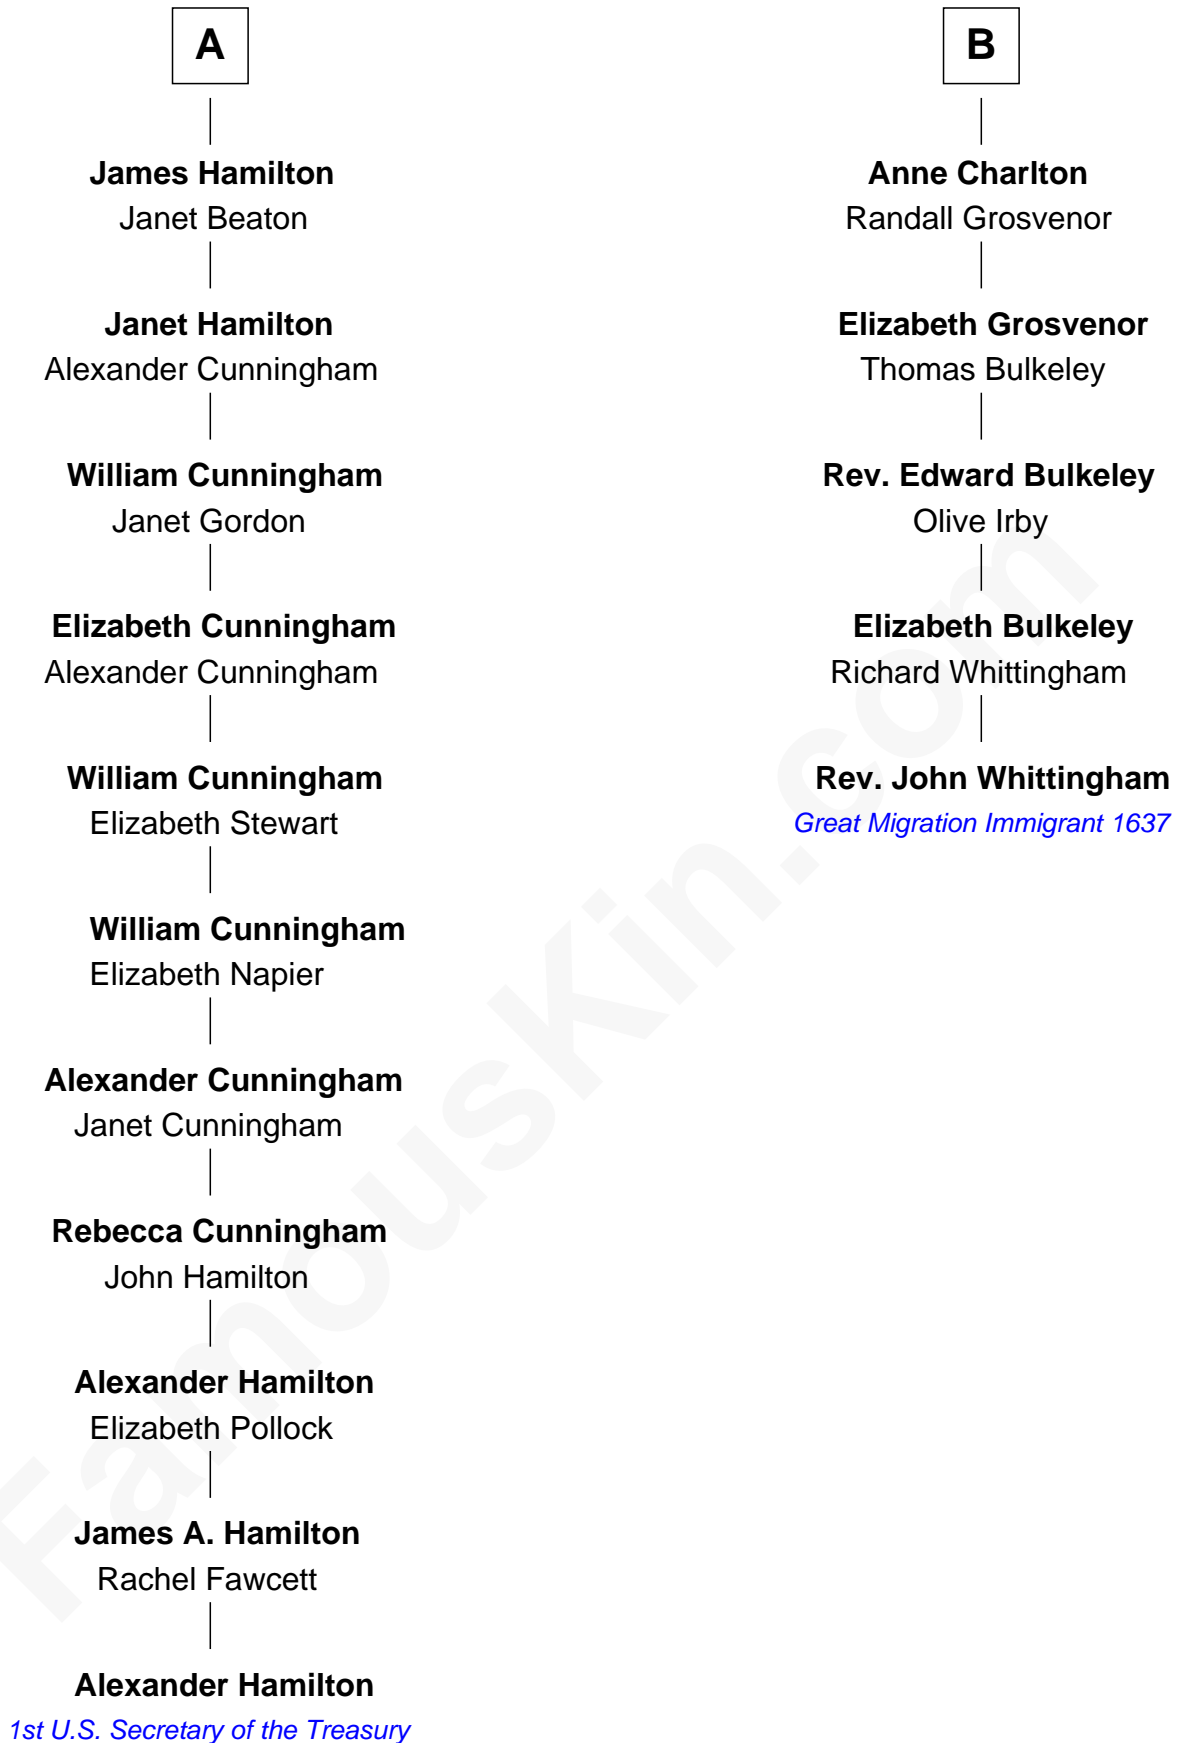 A
James Hamilton
Janet Beaton
Janet Hamilton
Alexander Cunningham
William Cunningham
Janet Gordon
Elizabeth Cunningham
Alexander Cunningham
William Cunningham
Elizabeth Stewart
William Cunningham
Elizabeth Napier
Alexander Cunningham
Janet Cunningham
Rebecca Cunningham
John Hamilton
Alexander Hamilton
Elizabeth Pollock
James A. Hamilton
Rachel Fawcett
Alexander Hamilton
1st U.S. Secretary of the Treasury
B
Anne Charlton
Randall Grosvenor
Elizabeth Grosvenor
Thomas Bulkeley
Rev. Edward Bulkeley
Olive Irby
Elizabeth Bulkeley
Richard Whittingham
Rev. John Whittingham
Great Migration Immigrant 1637
FamousKin.com